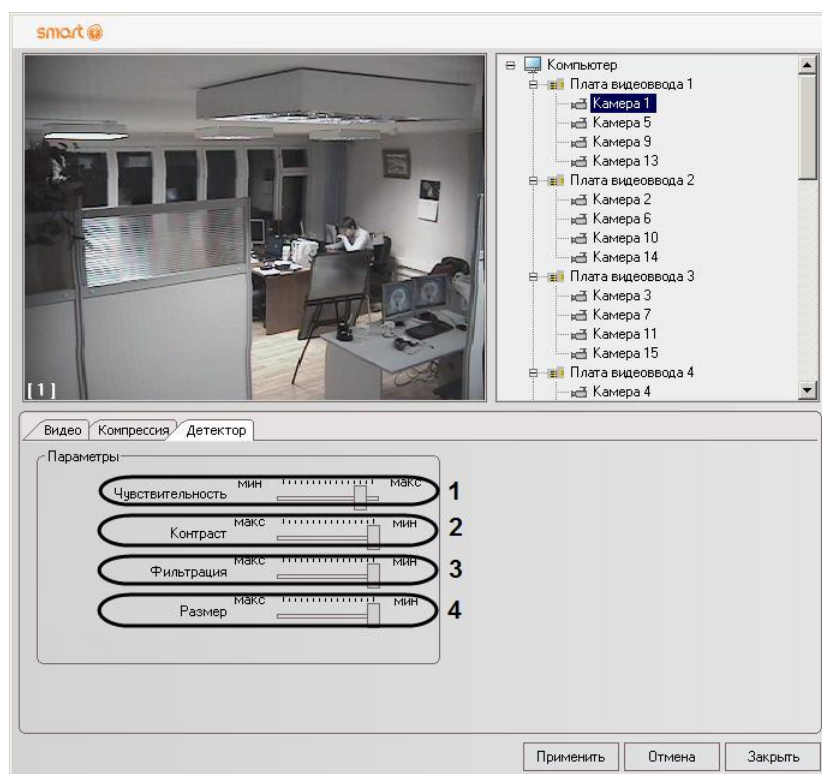 smart
[1]
Компьютер
Плата видеоввода 1
Камера 1
Камера 5
Камера 9
Камера 13
Плата видеоввода 2
Камера 2
Камера 6
Камера 10
Камера 14
Плата видеоввода 3
Камера 3
Камера 7
Камера 11
Камера 15
Плата видеоввода 4
Камера 4
Видео Компрессия Детектор
Параметры
Чувствительность мин макс 1
Контраст макс мин 2
Фильтрация макс мин 3
Размер макс мин 4
Применить Отмена Закрыть